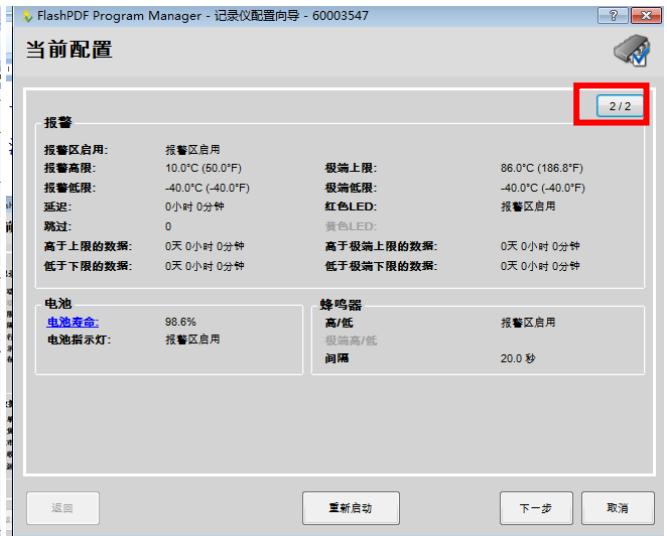 FlashPDF Program Manager - 记录仪配置向导 - 60003547
当前配置
2 / 2
报警
报警区启用: 报警区启用
报警高限: 10.0°C (50.0°F) 极端上限: 86.0°C (186.8°F)
报警低限: -40.0°C (-40.0°F) 极端低限: -40.0°C (-40.0°F)
延迟: 0小时 0分钟 红色LED: 报警区启用
跳过: 0 黄色LED:
高于上限的数据: 0天 0小时 0分钟 高于极端上限的数据: 0天 0小时 0分钟
低于下限的数据: 0天 0小时 0分钟 低于极端下限的数据: 0天 0小时 0分钟
电池 蜂鸣器
电池寿命: 98.6% 高/低 报警区启用
电池指示灯: 报警区启用 极端高/低
间隔 20.0 秒
返回 重新启动 下一步 取消